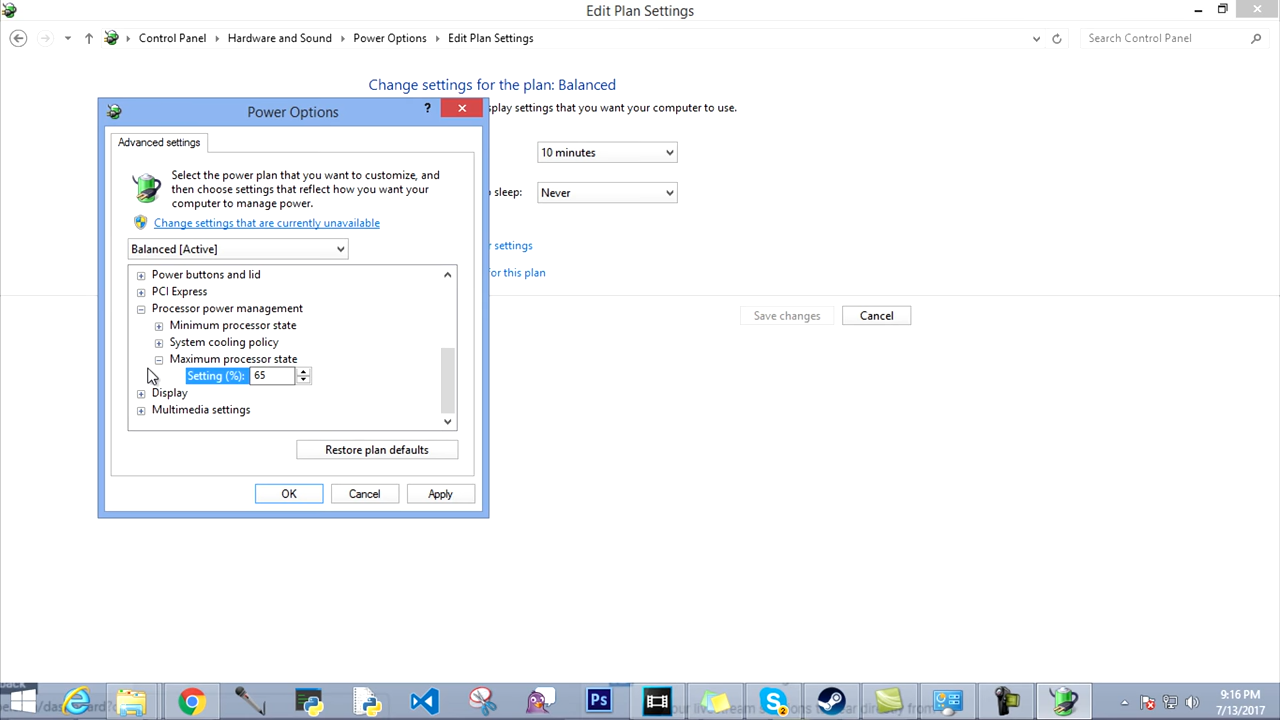 Edit Plan Settings
Control Panel Hardware and Sound Power Options Edit Plan Settings
Search Control Panel
Change settings for the plan: Balanced
splay settings that you want your computer to use.
10 minutes
o sleep:
Never
r settings
for this plan
Save changes
Cancel
Power Options
?
Advanced settings
Select the power plan that you want to customize, and
then choose settings that reflect how you want your
computer to manage power.
Change settings that are currently unavailable
Balanced [Active]
Power buttons and lid
PCI Express
Processor power management
Minimum processor state
System cooling policy
Maximum processor state
Setting (%): 65
Display
Multimedia settings
Restore plan defaults
OK
Cancel
Apply
Ps
2
9:16 PM
7/13/2017